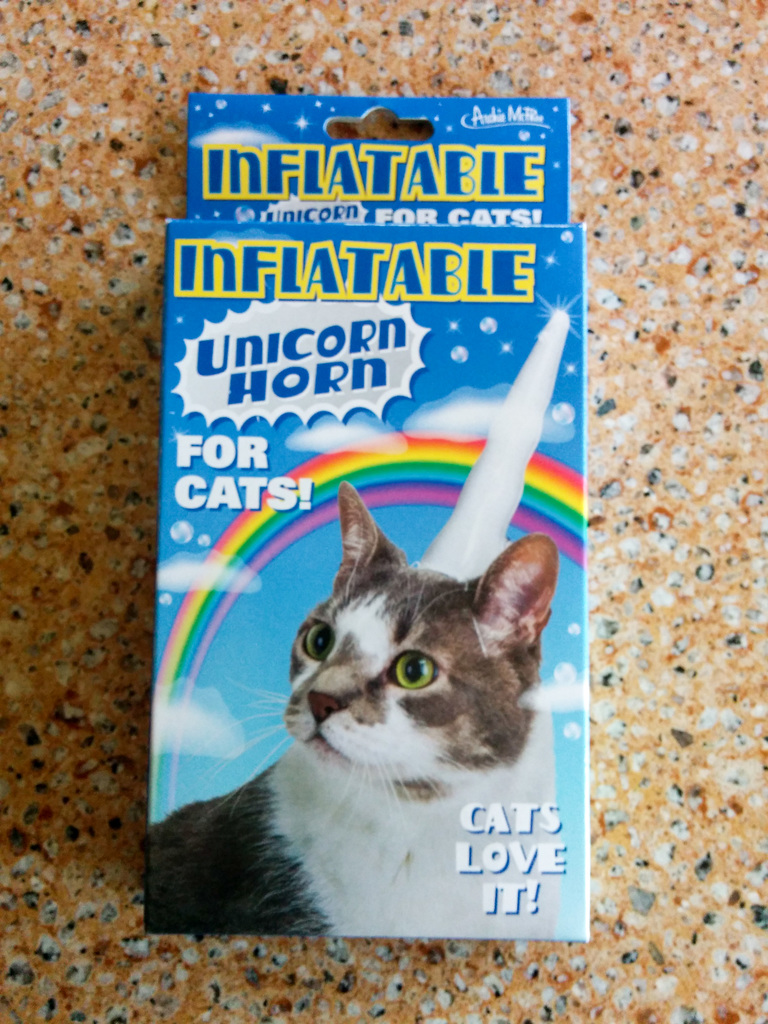 Archie McPhee
INFLATABLE
UNICORN FOR CATS!
INFLATABLE
UNICORN
HORN
FOR
CATS!
CATS
LOVE
IT!